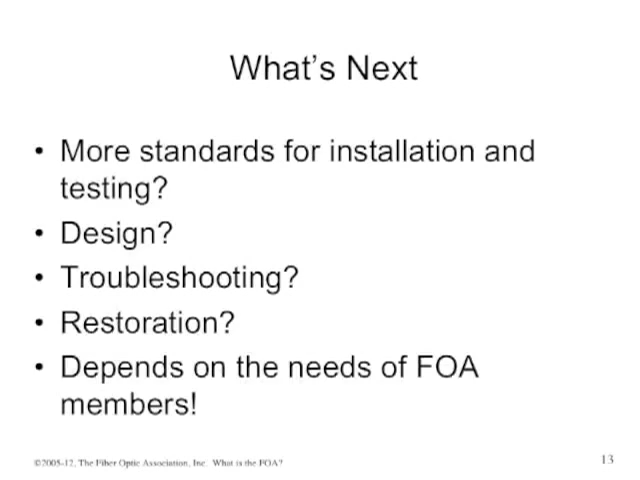 What's Next
• More standards for installation and
testing?
• Design?
• Troubleshooting?
• Restoration?
• Depends on the needs of FOA
members!
©2005-12, The Fiber Optic Association, Inc. What is the FOA?
13